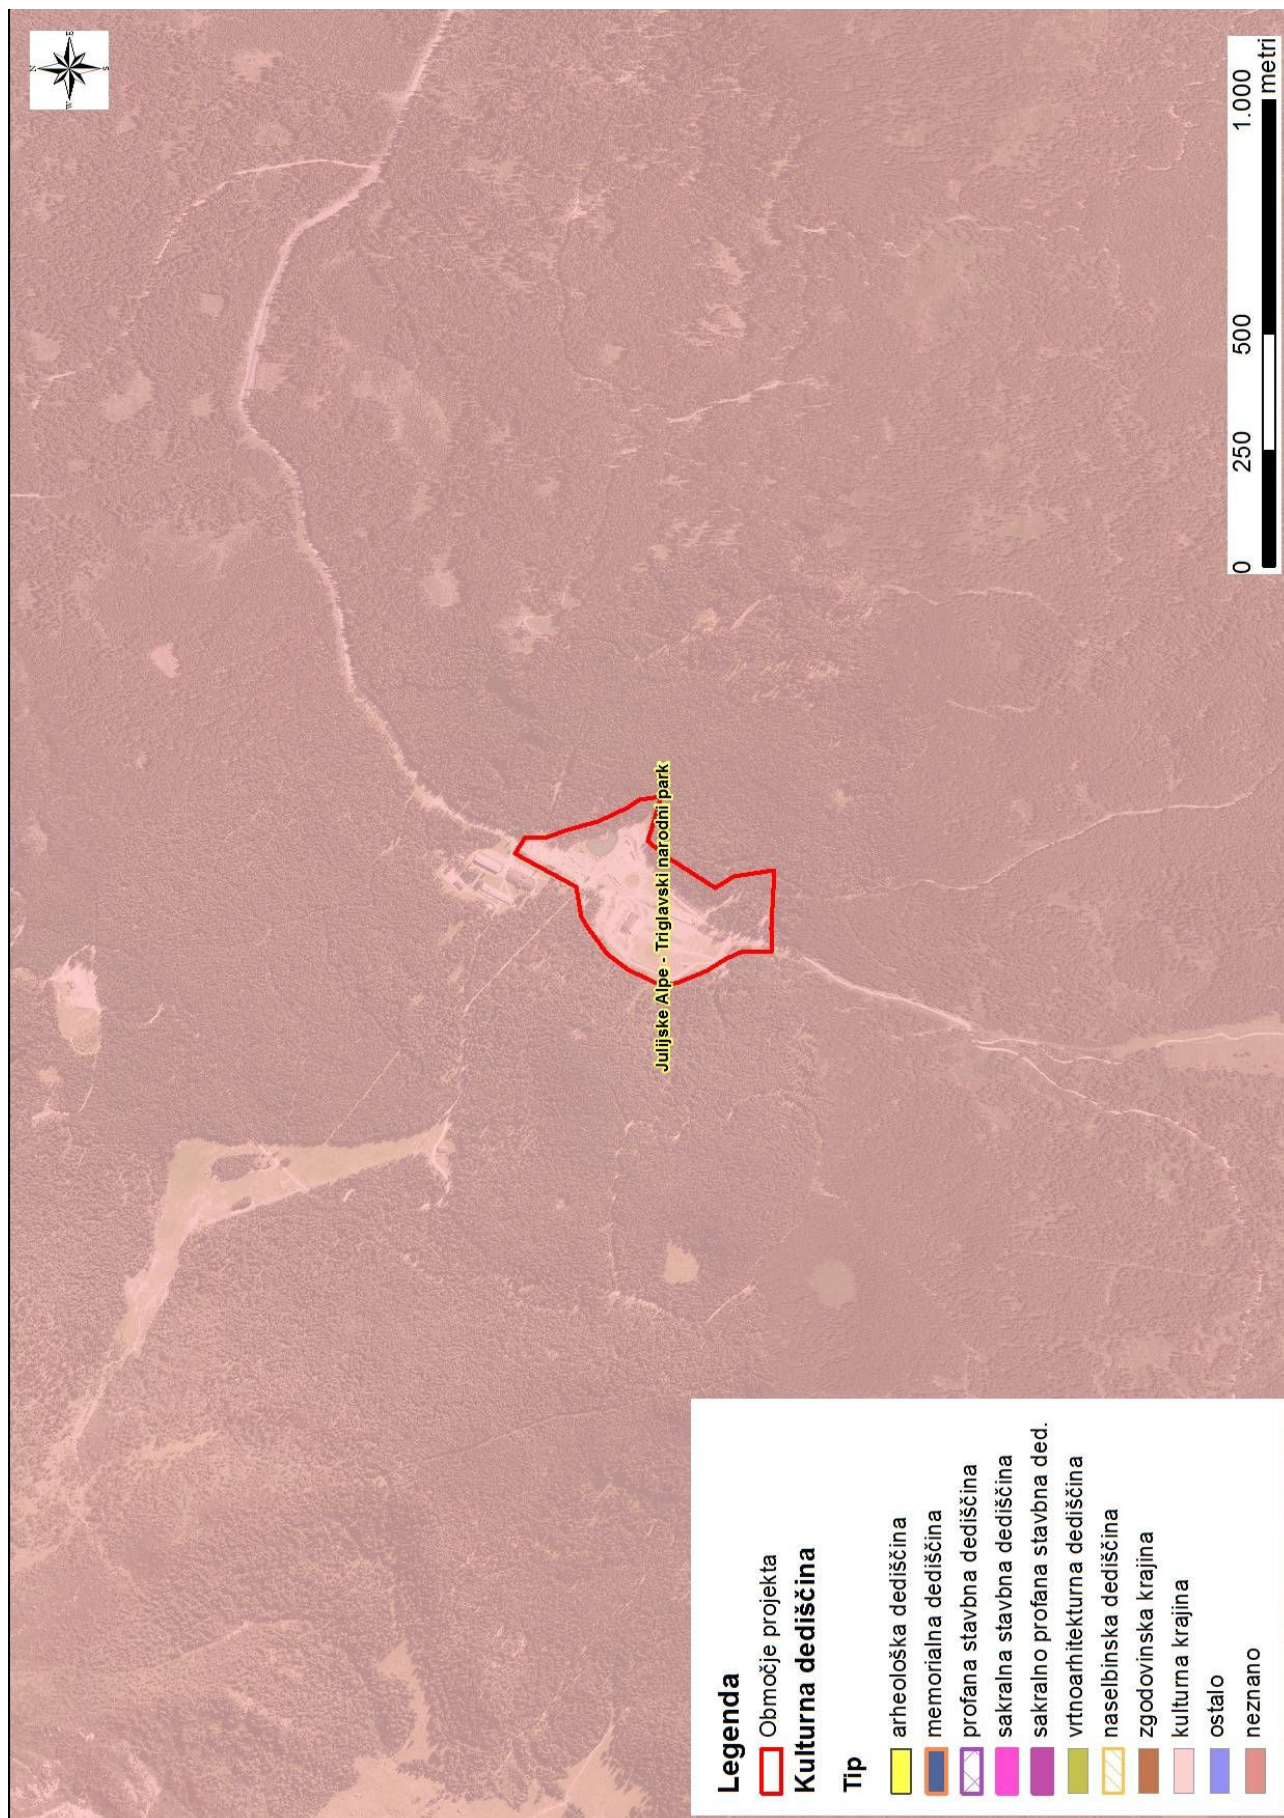 N
E
S
W
Julijske Alpe - Triglavski narodni park
Legenda
Območje projekta
Kulturna dediščina
Tip
arheološka dediščina
memorialna dediščina
profana stavbna dediščina
sakralna stavbna dediščina
sakralno profana stavbna ded.
vrtnoarhitekturna dediščina
naselbinska dediščina
zgodovinska krajina
kulturna krajina
ostalo
neznano
0 250 500 1.000
metri